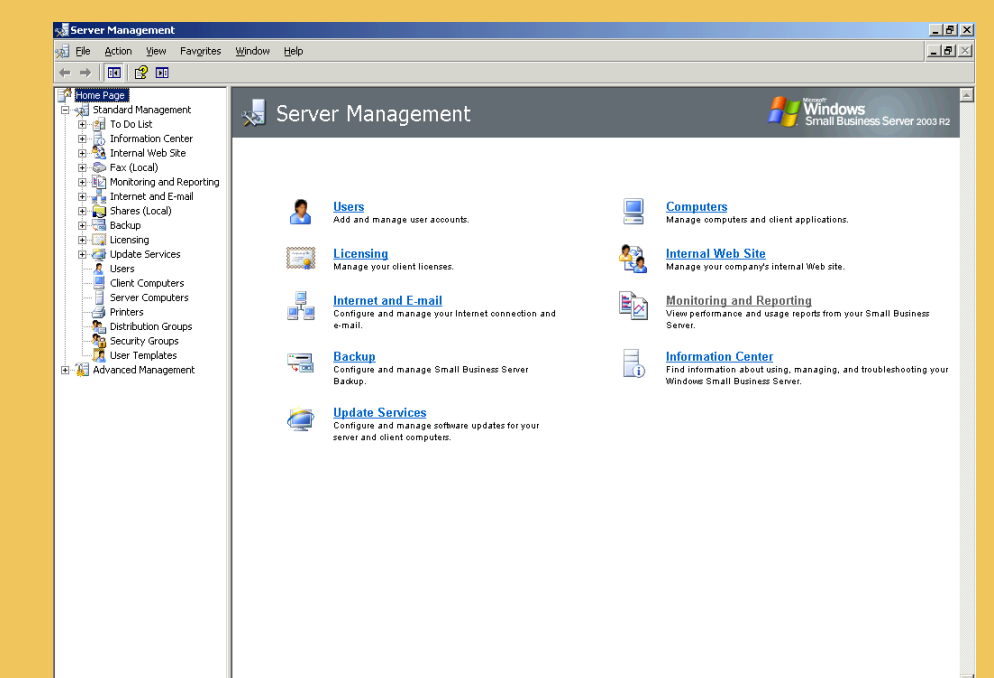 Server Management
File Action View Favorites Window Help
Home Page
Standard Management
To Do List
Information Center
Internal Web Site
Fax (Local)
Monitoring and Reporting
Internet and E-mail
Shares (Local)
Backup
Licensing
Update Services
Users
Client Computers
Server Computers
Printers
Distribution Groups
Security Groups
User Templates
Advanced Management
Server Management
Microsoft
Windows
Small Business Server 2003 R2
Users
Add and manage user accounts.
Computers
Manage computers and client applications.
Licensing
Manage your client licenses.
Internal Web Site
Manage your company's internal Web site.
Internet and E-mail
Configure and manage your Internet connection and
e-mail.
Monitoring and Reporting
View performance and usage reports from your Small Business
Server.
Backup
Configure and manage Small Business Server
Backup.
Information Center
Find information about using, managing, and troubleshooting your
Windows Small Business Server.
Update Services
Configure and manage software updates for your
server and client computers.